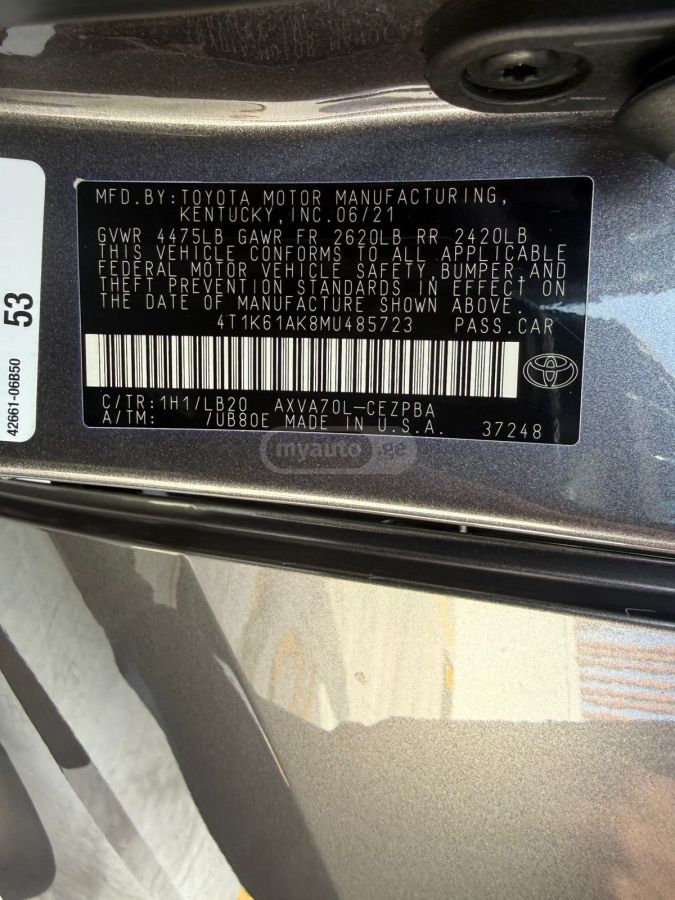 MFD.BY:TOYOTA MOTOR MANUFACTURING,
KENTUCKY,INC.06/21
GVWR 4475LB GAWR FR 2620LB RR 2420LB
THIS VEHICLE CONFORMS TO ALL APPLICABLE
FEDERAL MOTOR VEHICLE SAFETY,BUMPER,AND
THEFT PREVENTION STANDARDS IN EFFECT ON
THE DATE OF MANUFACTURE SHOWN ABOVE.
4T1K61AK8MU485723 PASS.CAR
C/TR:1H1/LB20 AXVA70L-CEZPBA
A/TM: 7UB80E MADE IN U.S.A. 37248
53
42661-06B50
myauto.ge